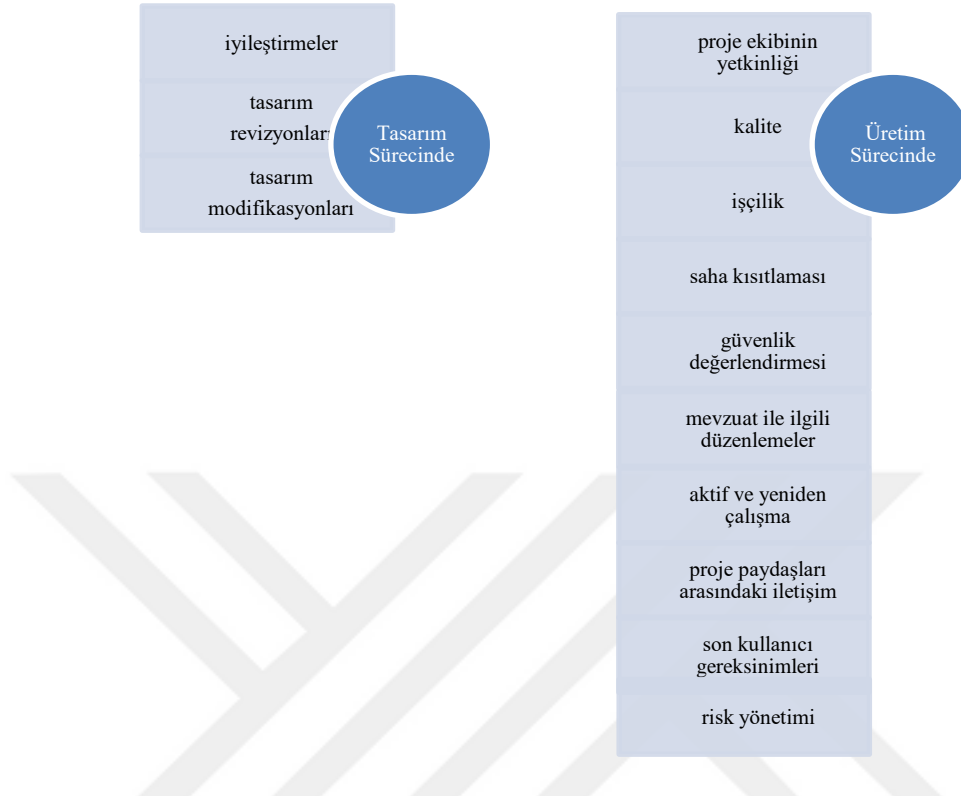 iyileştirmeler
tasarım
revizyonları
tasarım
modifikasyonları
Tasarım
Sürecinde
proje ekibinin
yetkinliği
kalite
işçilik
saha kısıtlaması
güvenlik
değerlendirmesi
mevzuat ile ilgili
düzenlemeler
aktif ve yeniden
çalışma
proje paydaşları
arasındaki iletişim
son kullanıcı
gereksinimleri
risk yönetimi
Üretim
Sürecinde